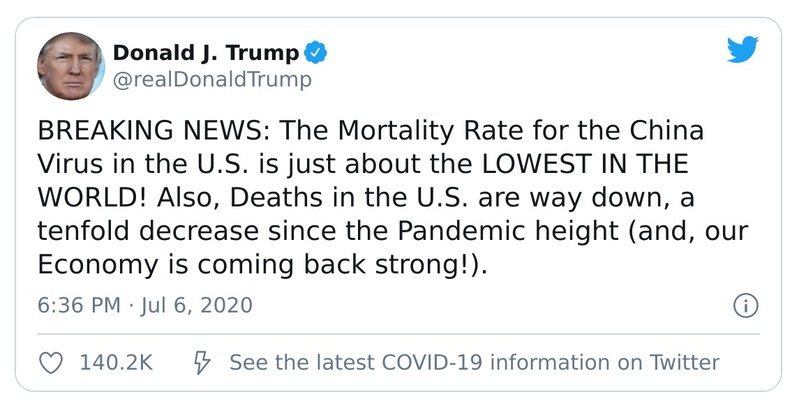 Donald J. Trump
@realDonaldTrump
BREAKING NEWS: The Mortality Rate for the China
Virus in the U.S. is just about the LOWEST IN THE
WORLD! Also, Deaths in the U.S. are way down, a
tenfold decrease since the Pandemic height (and, our
Economy is coming back strong!).
6:36 PM · Jul 6, 2020
140.2K See the latest COVID-19 information on Twitter